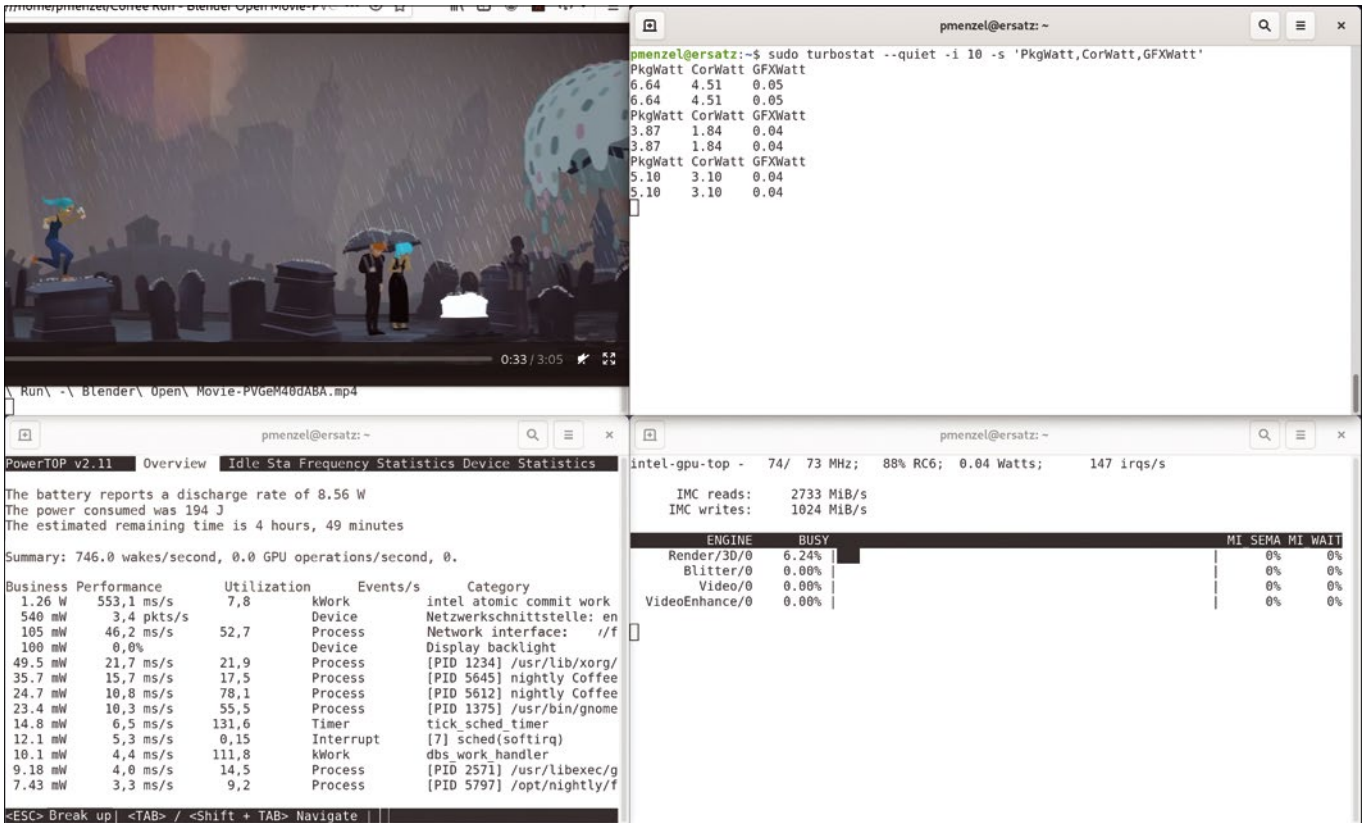 ///home/pmenzel/Coffee Run - Blender Open Movie-PVG
0:33 / 3:05
\ Run\ -\ Blender\ Open\ Movie-PVGeM40dABA.mp4
pmenzel@ersatz: ~
pmenzel@ersatz:~$ sudo turbostat --quiet -i 10 -s 'PkgWatt,CorWatt,GFXWatt'
PkgWatt CorWatt GFXWatt
6.64 4.51 0.05
6.64 4.51 0.05
PkgWatt CorWatt GFXWatt
3.87 1.84 0.04
3.87 1.84 0.04
PkgWatt CorWatt GFXWatt
5.10 3.10 0.04
5.10 3.10 0.04
pmenzel@ersatz: ~
PowerTOP v2.11 Overview Idle Sta Frequency Statistics Device Statistics
The battery reports a discharge rate of 8.56 W
The power consumed was 194 J
The estimated remaining time is 4 hours, 49 minutes
Summary: 746.0 wakes/second, 0.0 GPU operations/second, 0.
Business Performance Utilization Events/s Category
1.26 W 553,1 ms/s 7,8 kWork intel atomic commit work
540 mW 3,4 pkts/s Device Netzwerkschnittstelle: en
105 mW 46,2 ms/s 52,7 Process Network interface: /f
100 mW 0,0% Device Display backlight
49.5 mW 21,7 ms/s 21,9 Process [PID 1234] /usr/lib/xorg/
35.7 mW 15,7 ms/s 17,5 Process [PID 5645] nightly Coffee
24.7 mW 10,8 ms/s 78,1 Process [PID 5612] nightly Coffee
23.4 mW 10,3 ms/s 55,5 Process [PID 1375] /usr/bin/gnome
14.8 mW 6,5 ms/s 131,6 Timer tick_sched_timer
12.1 mW 5,3 ms/s 0,15 Interrupt [7] sched(softirq)
10.1 mW 4,4 ms/s 111,8 kWork dbs_work_handler
9.18 mW 4,0 ms/s 14,5 Process [PID 2571] /usr/libexec/g
7.43 mW 3,3 ms/s 9,2 Process [PID 5797] /opt/nightly/f
<ESC> Break up| <TAB> / <Shift + TAB> Navigate |
pmenzel@ersatz: ~
intel-gpu-top - 74/ 73 MHz; 88% RC6; 0.04 Watts; 147 irqs/s
IMC reads: 2733 MiB/s
IMC writes: 1024 MiB/s
ENGINE BUSY MI_SEMA MI_WAIT
Render/3D/0 6.24% | | 0% 0%
Blitter/0 0.00% | | 0% 0%
Video/0 0.00% | | 0% 0%
VideoEnhance/0 0.00% | | 0% 0%